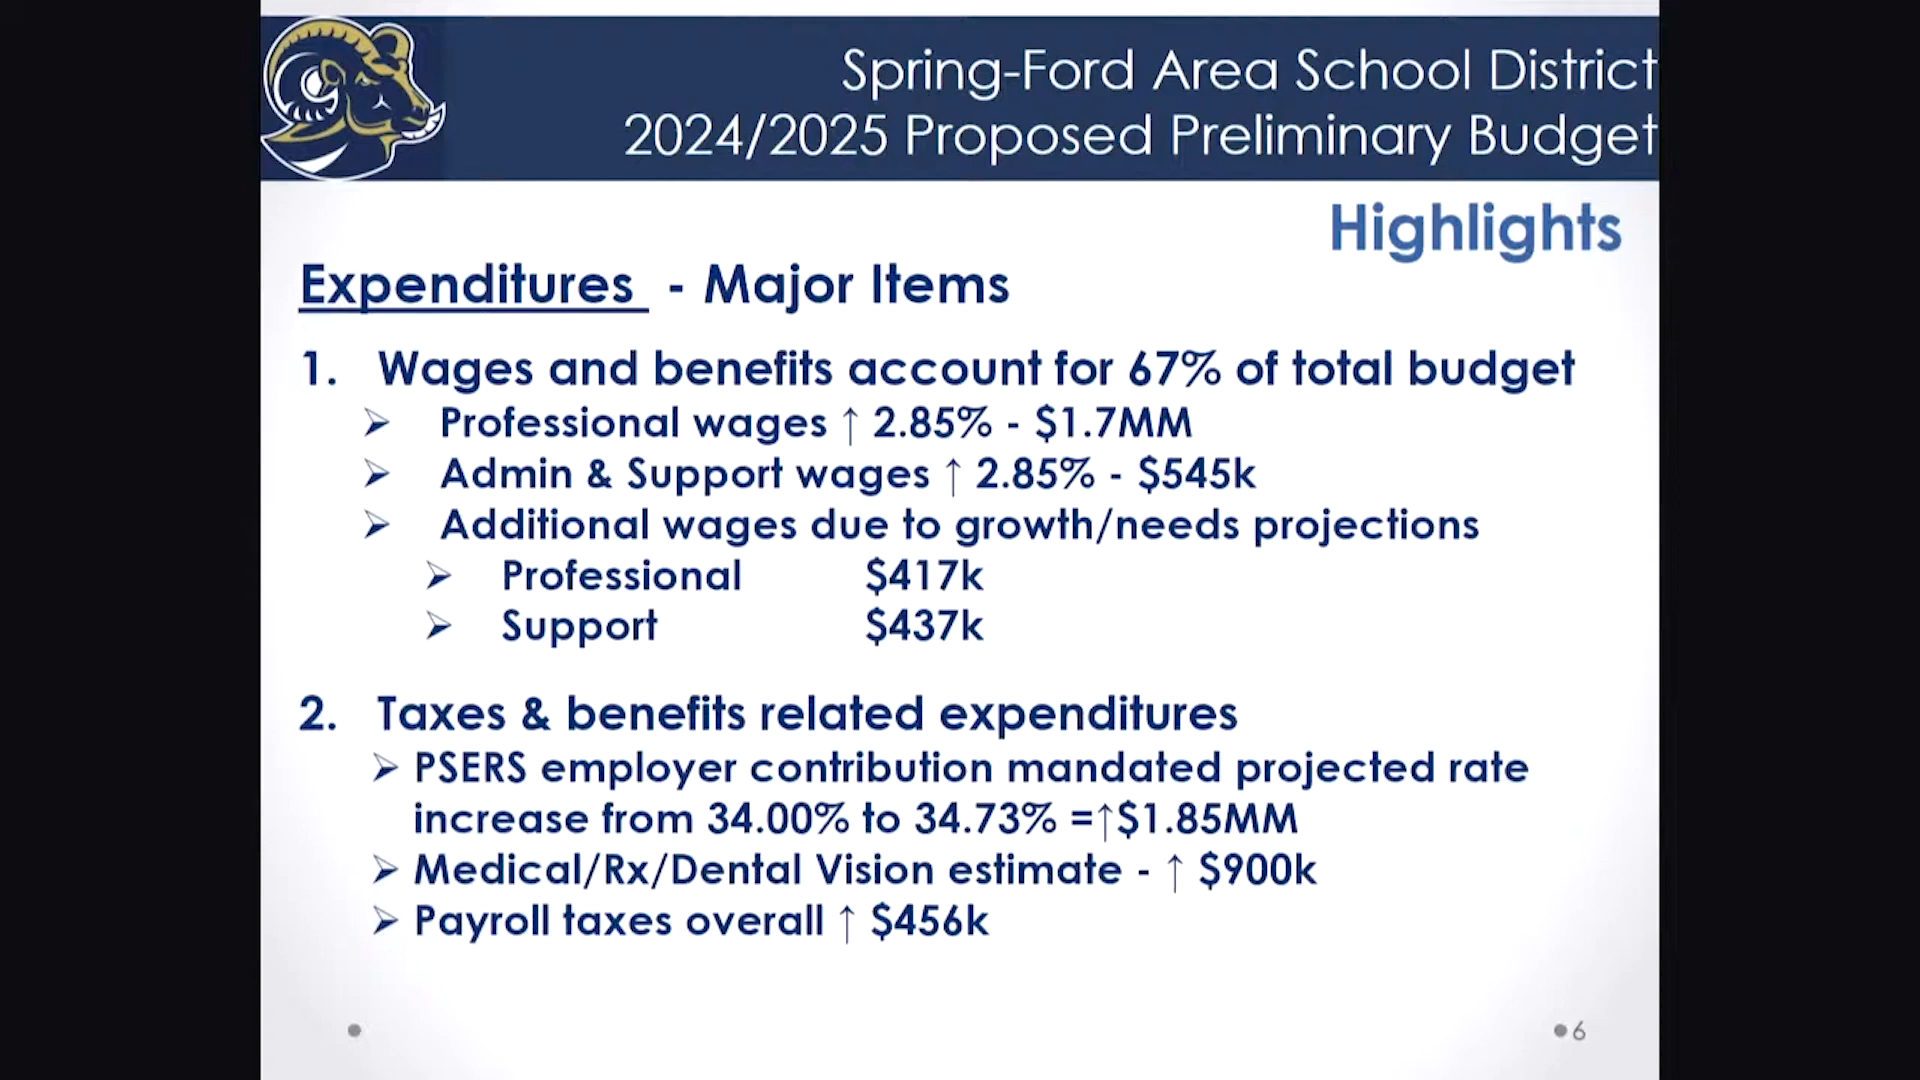 Spring-Ford Area School District
2024/2025 Proposed Preliminary Budget
Highlights
Expenditures - Major Items
1. Wages and benefits account for 67% of total budget
➢ Professional wages ↑ 2.85% - $1.7MM
➢ Admin & Support wages ↑ 2.85% - $545k
➢ Additional wages due to growth/needs projections
➢ Professional $417k
➢ Support $437k
2. Taxes & benefits related expenditures
➢ PSERS employer contribution mandated projected rate
increase from 34.00% to 34.73% =↑$1.85MM
➢ Medical/Rx/Dental Vision estimate - ↑ $900k
➢ Payroll taxes overall ↑ $456k
6